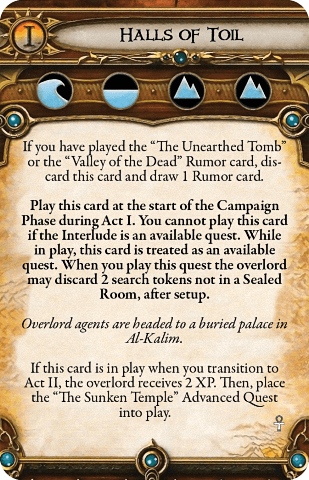 I
HALLS OF TOIL
If you have played the “The Unearthed Tomb”
or the “Valley of the Dead” Rumor card, dis-
card this card and draw 1 Rumor card.
Play this card at the start of the Campaign
Phase during Act I. You cannot play this card
if the Interlude is an available quest. While
in play, this card is treated as an available
quest. When you play this quest the overlord
may discard 2 search tokens not in a Sealed
Room, after setup.
Overlord agents are headed to a buried palace in
Al-Kalim.
If this card is in play when you transition to
Act II, the overlord receives 2 XP. Then, place
the “The Sunken Temple” Advanced Quest
into play.